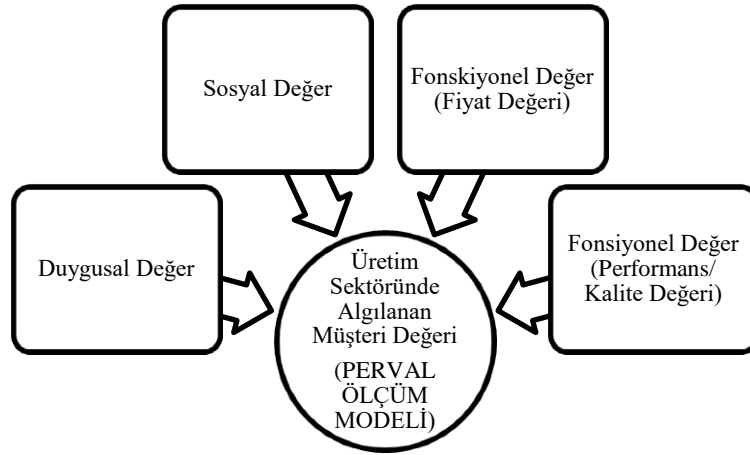 Sosyal Değer
Fonskiyonel Değer
(Fiyat Değeri)
Duygusal Değer
Fonsiyonel Değer
(Performans/
Kalite Değeri)
Üretim
Sektöründe
Algılanan
Müşteri Değeri
(PERVAL
ÖLÇÜM
MODELİ)